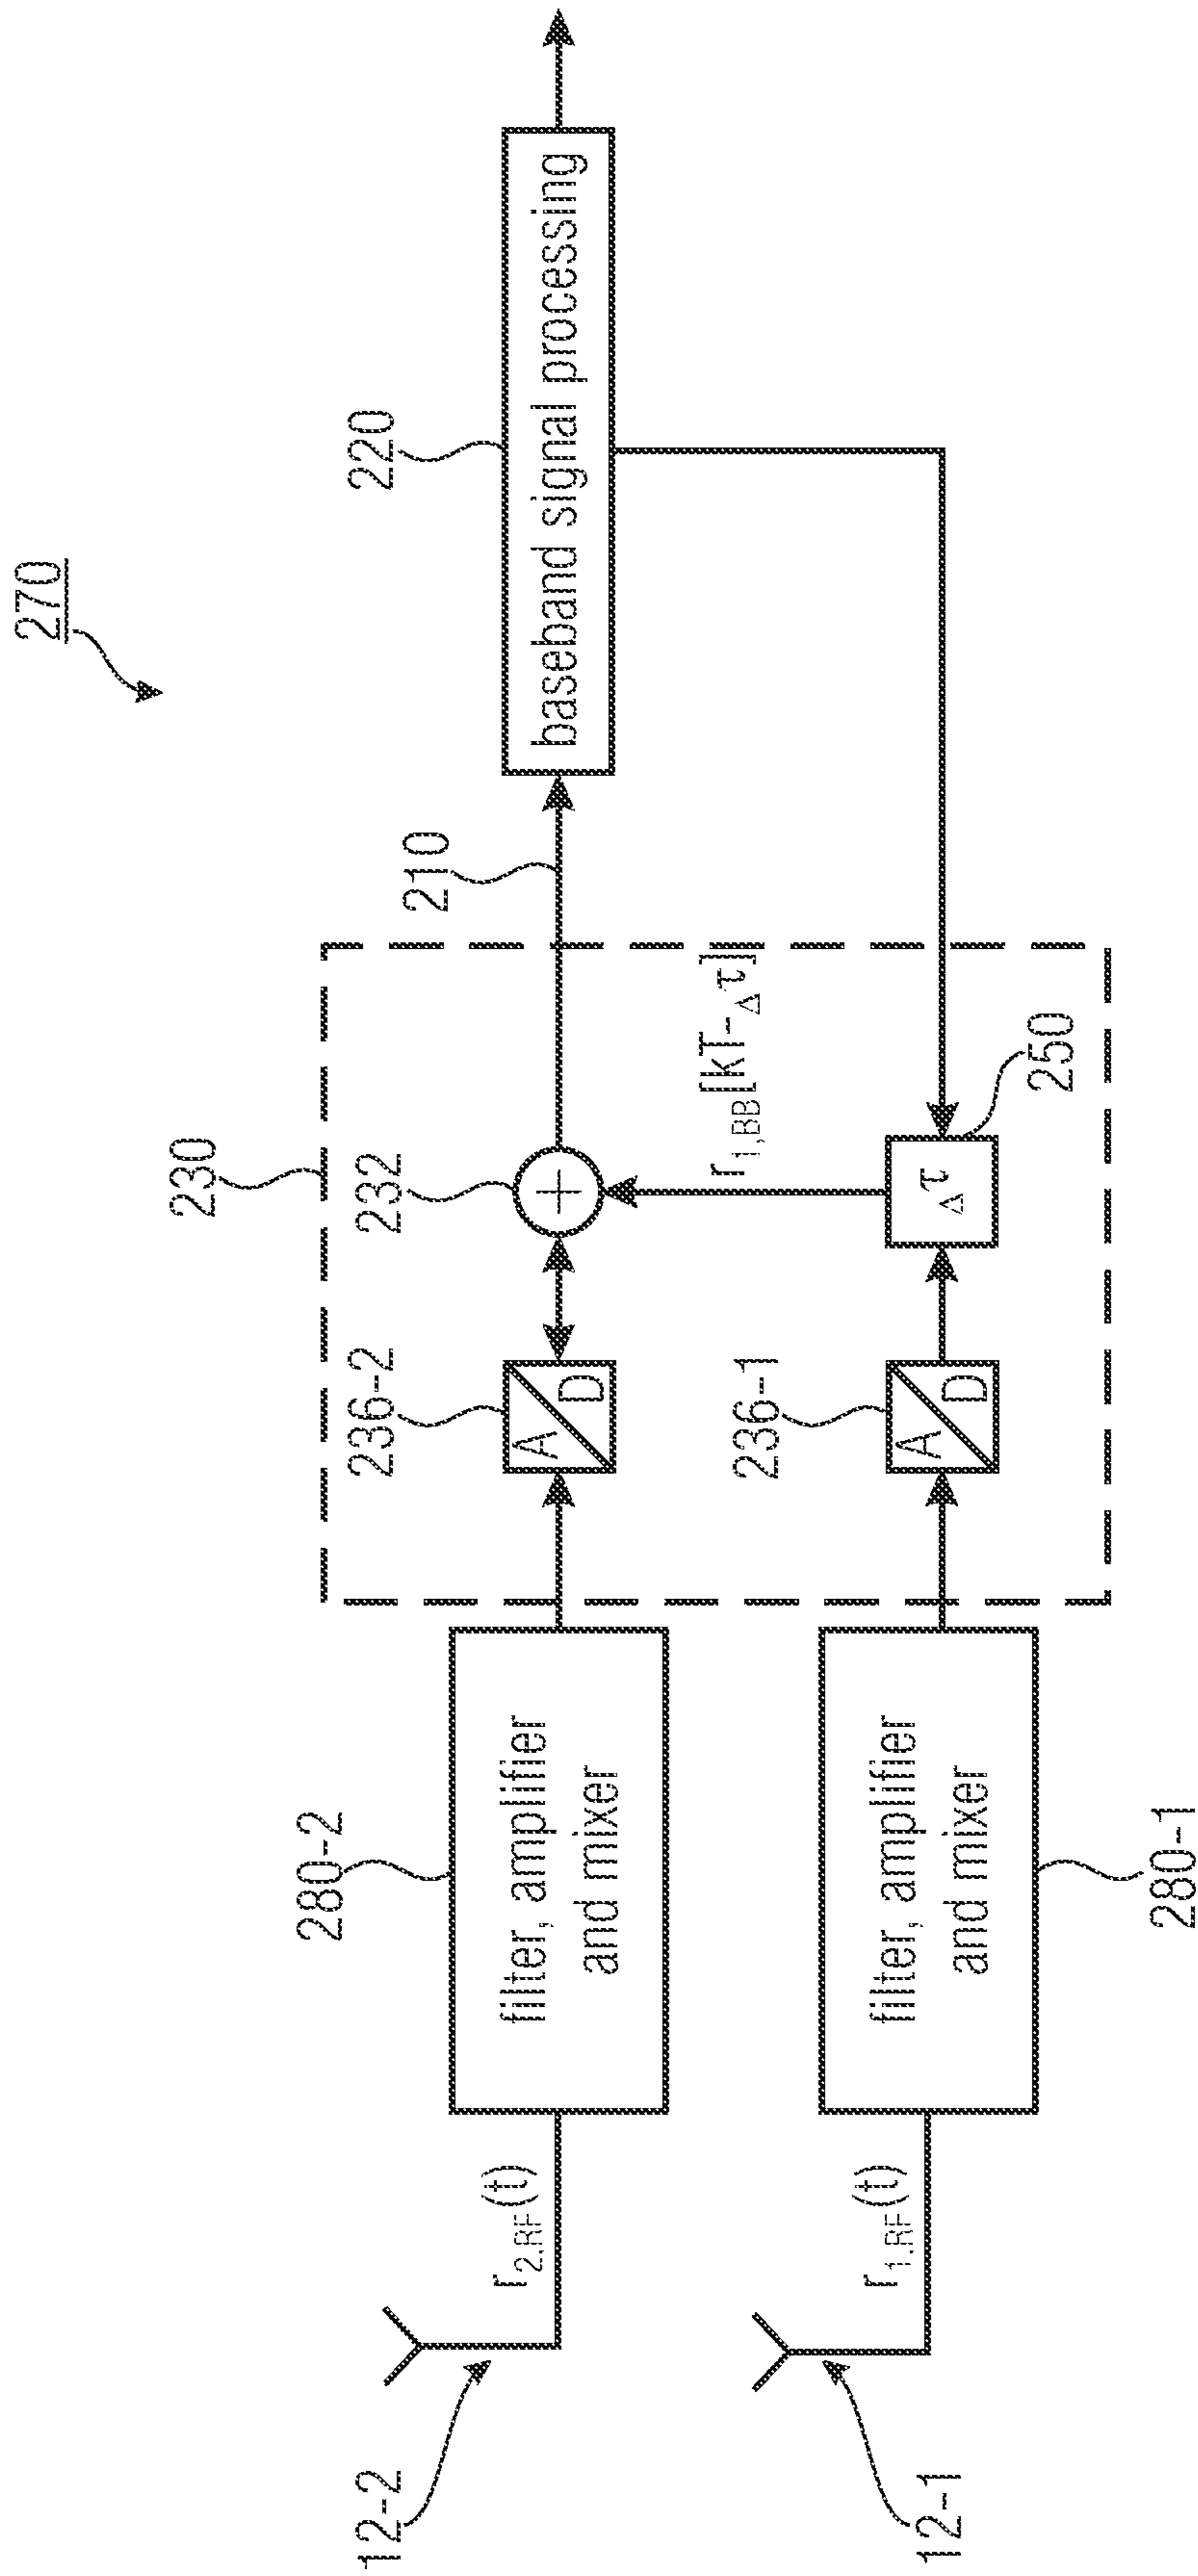 270
230
220
280-2
236-2
232
210
12-2
r2,RF(t)
filter, amplifier
and mixer
A
D
+
baseband signal processing
r1,BB[kT-Δτ]
236-1
12-1
r1,RF(t)
filter, amplifier
and mixer
A
D
Δτ
250
280-1